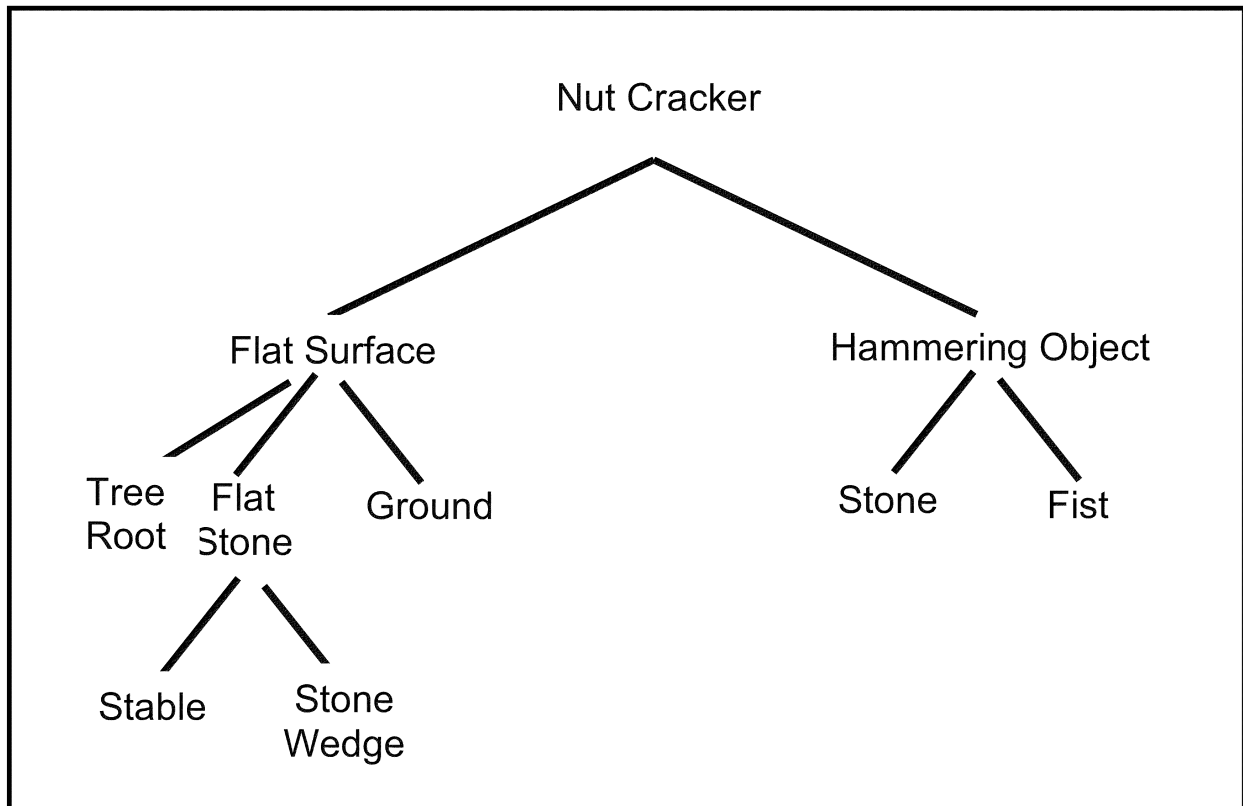 Nut Cracker
Flat Surface
Hammering Object
Tree
Root
Flat
Stone
Ground
Stone
Fist
Stable
Stone
Wedge